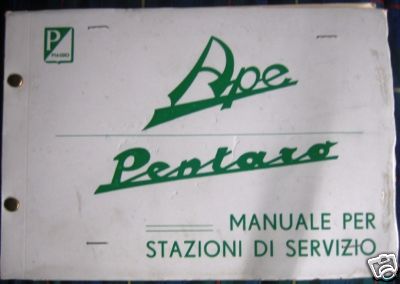 P
PIAGGIO
Ape
Pentaro
MANUALE PER
STAZIONI DI SERVIZIO